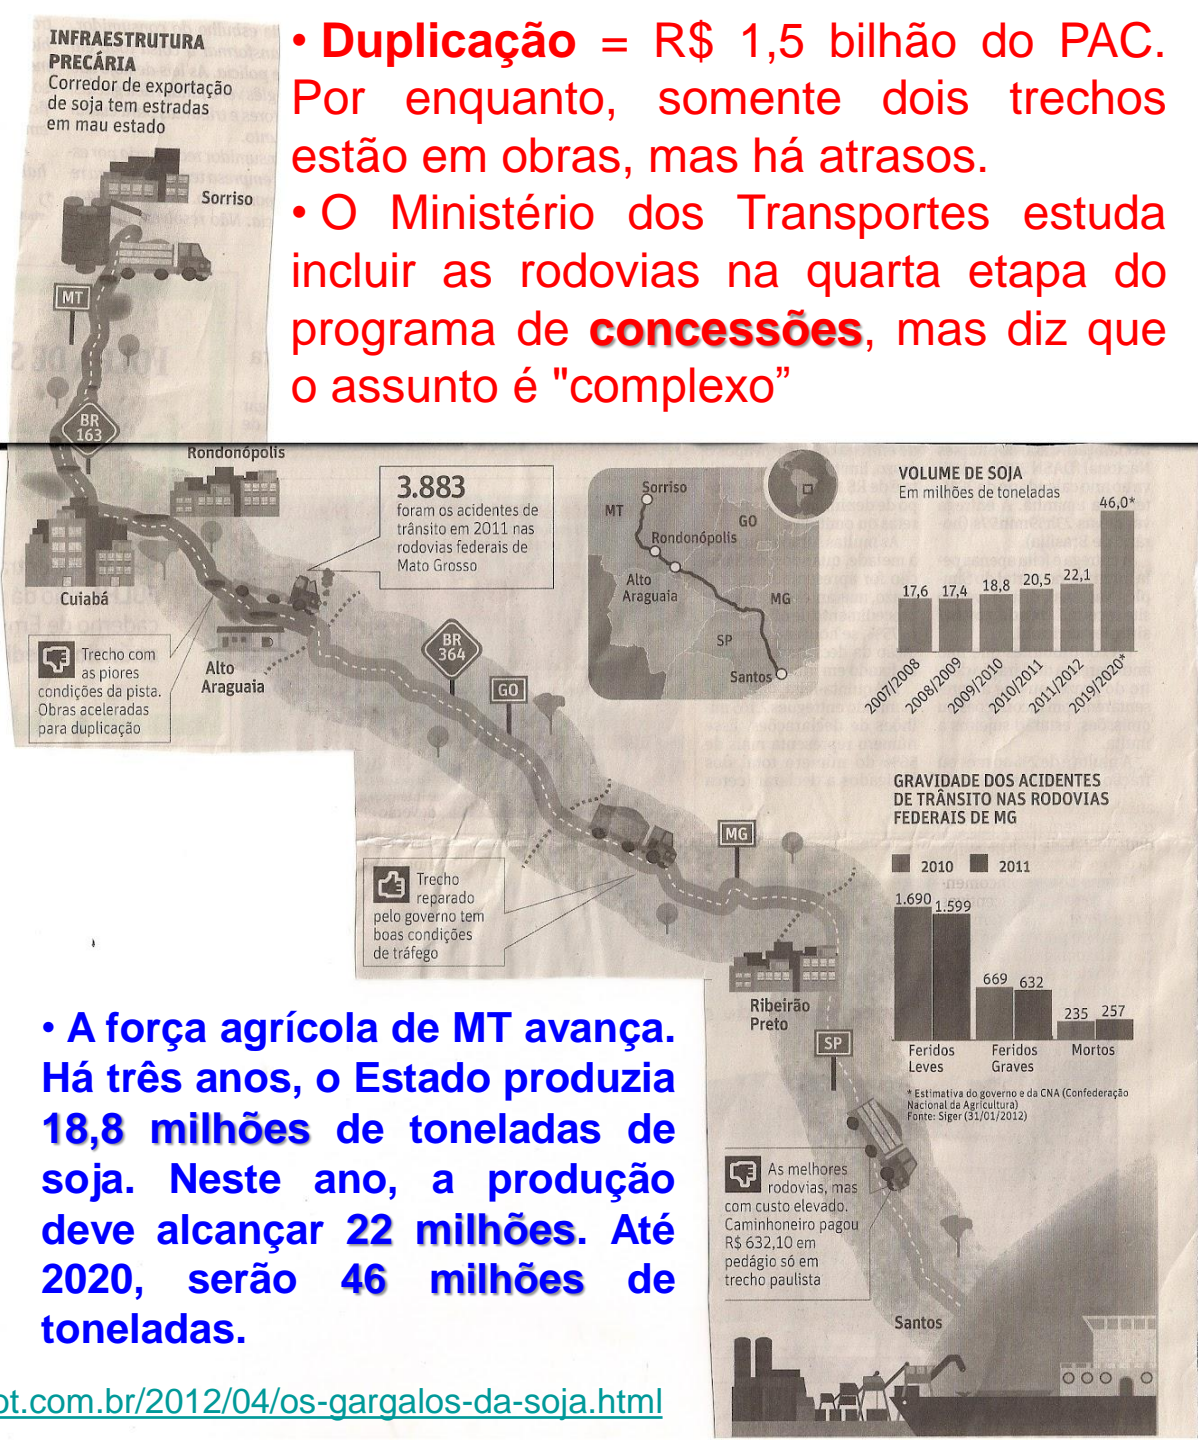 INFRAESTRUTURA
PRECÁRIA
Corredor de exportação
de soja tem estradas
em mau estado
• Duplicação = R$ 1,5 bilhão do PAC.
Por enquanto, somente dois trechos
estão em obras, mas há atrasos.
• O Ministério dos Transportes estuda
incluir as rodovias na quarta etapa do
programa de concessões, mas diz que
o assunto é "complexo”
Sorriso
MT
BR
163
Rondonópolis
Cuiabá
3.883
foram os acidentes de
trânsito em 2011 nas
rodovias federais de
Mato Grosso
Trecho com
as piores
condições da pista.
Obras aceleradas
para duplicação
Alto
Araguaia
BR
364
GO
Sorriso
MT
GO
Rondonópolis
Alto
Araguaia
MG
SP
Santos
VOLUME DE SOJA
Em milhões de toneladas
17,6 17,4 18,8 20,5 22,1 46,0*
2007/2008 2008/2009 2009/2010 2010/2011 2011/2012 2019/2020*
Trecho
reparado
pelo governo tem
boas condições
de tráfego
MG
GRAVIDADE DOS ACIDENTES
DE TRÂNSITO NAS RODOVIAS
FEDERAIS DE MG
2010 2011
1.690 1.599
669 632
235 257
Feridos
Leves
Feridos
Graves
Mortos
* Estimativa do governo e da CNA (Confederação
Nacional da Agricultura)
Fonte: Siger (31/01/2012)
Ribeirão
Preto
SP
As melhores
rodovias, mas
com custo elevado.
Caminhoneiro pagou
R$ 632,10 em
pedágio só em
trecho paulista
Santos
• A força agrícola de MT avança.
Há três anos, o Estado produzia
18,8 milhões de toneladas de
soja. Neste ano, a produção
deve alcançar 22 milhões. Até
2020, serão 46 milhões de
toneladas.
ot.com.br/2012/04/os-gargalos-da-soja.html